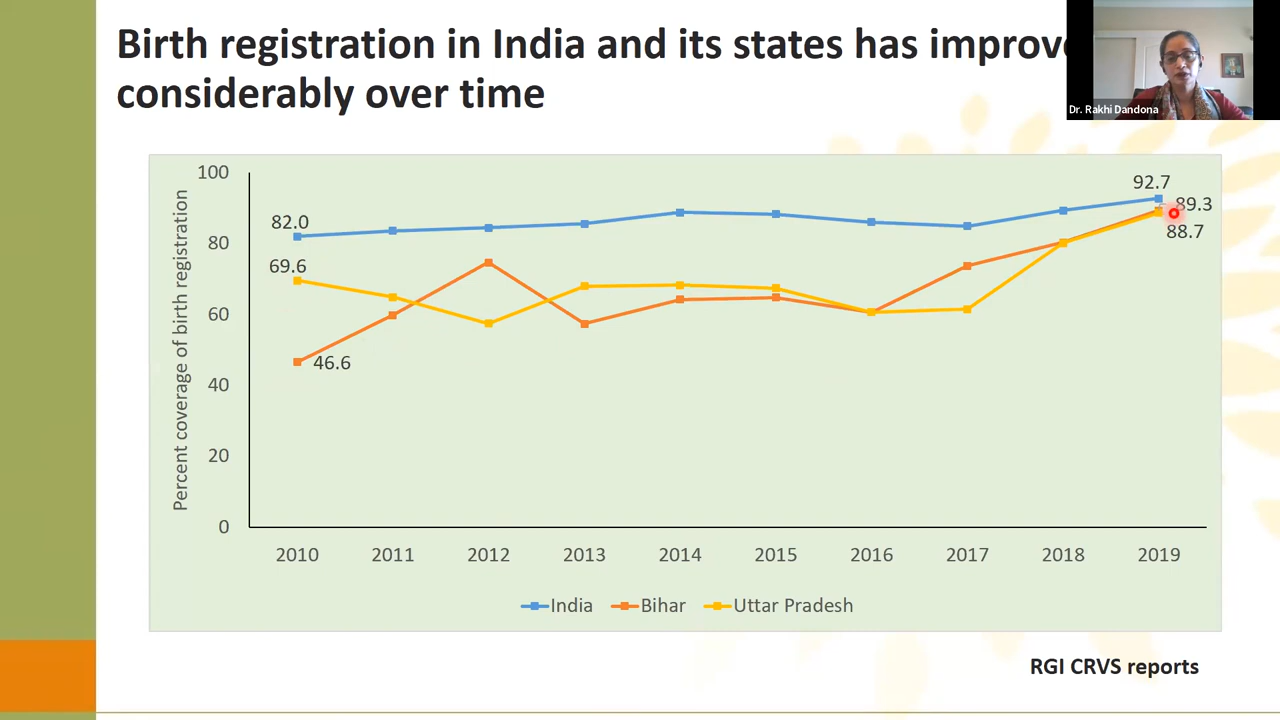 Birth registration in India and its states has improve
considerably over time
Dr. Rakhi Dandona
Percent coverage of birth registration
100
80
60
40
20
0
82.0
69.6
46.6
92.7
89.3
88.7
2010 2011 2012 2013 2014 2015 2016 2017 2018 2019
India Bihar Uttar Pradesh
RGI CRVS reports